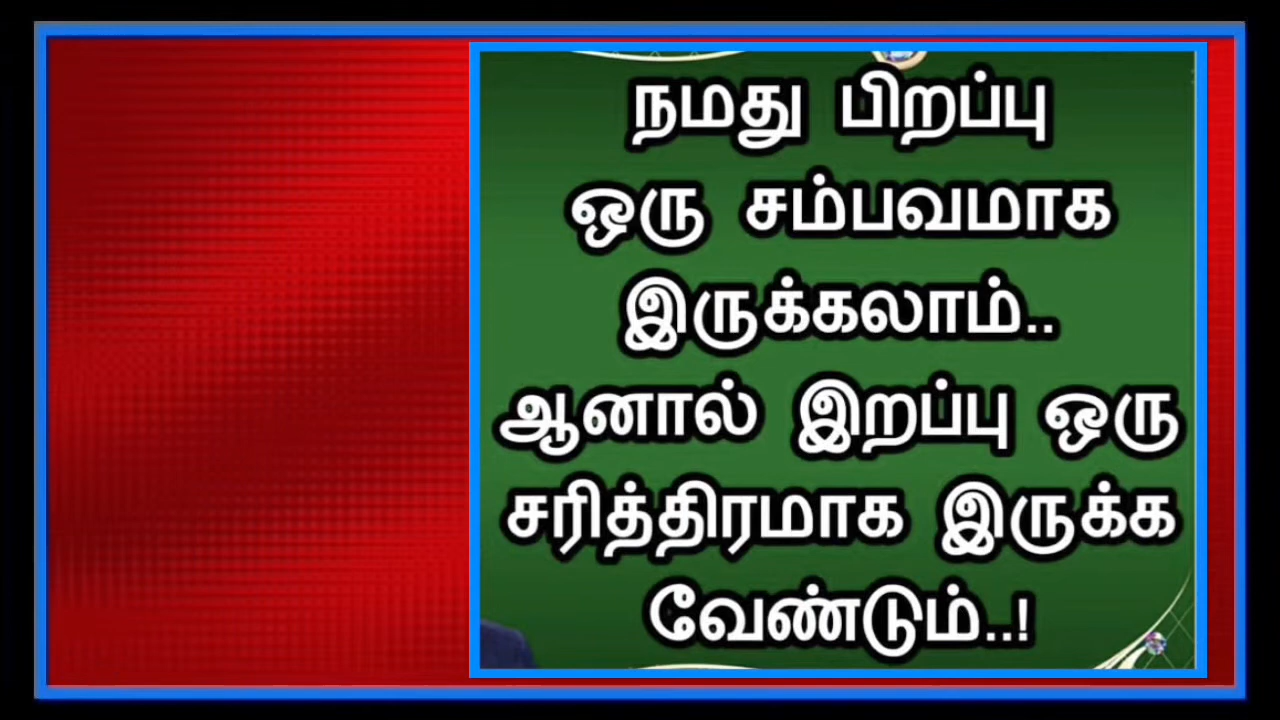 நமது பிறப்பு
ஒரு சம்பவமாக
இருக்கலாம்..
ஆனால் இறப்பு ஒரு
சரித்திரமாக இருக்க
வேண்டும்..!